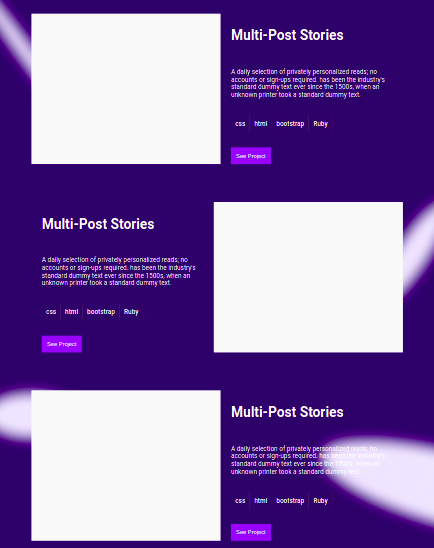 Multi-Post Stories
A daily selection of privately personalized reads; no
accounts or sign-ups required. has been the industry's
standard dummy text ever since the 1500s, when an
unknown printer took a standard dummy text.
css html bootstrap Ruby
See Project
Multi-Post Stories
A daily selection of privately personalized reads; no
accounts or sign-ups required. has been the industry's
standard dummy text ever since the 1500s, when an
unknown printer took a standard dummy text.
css html bootstrap Ruby
See Project
Multi-Post Stories
A daily selection of privately personalized reads; no
accounts or sign-ups required. has been the industry's
standard dummy text ever since the 1500s, when an
unknown printer took a standard dummy text.
css html bootstrap Ruby
See Project